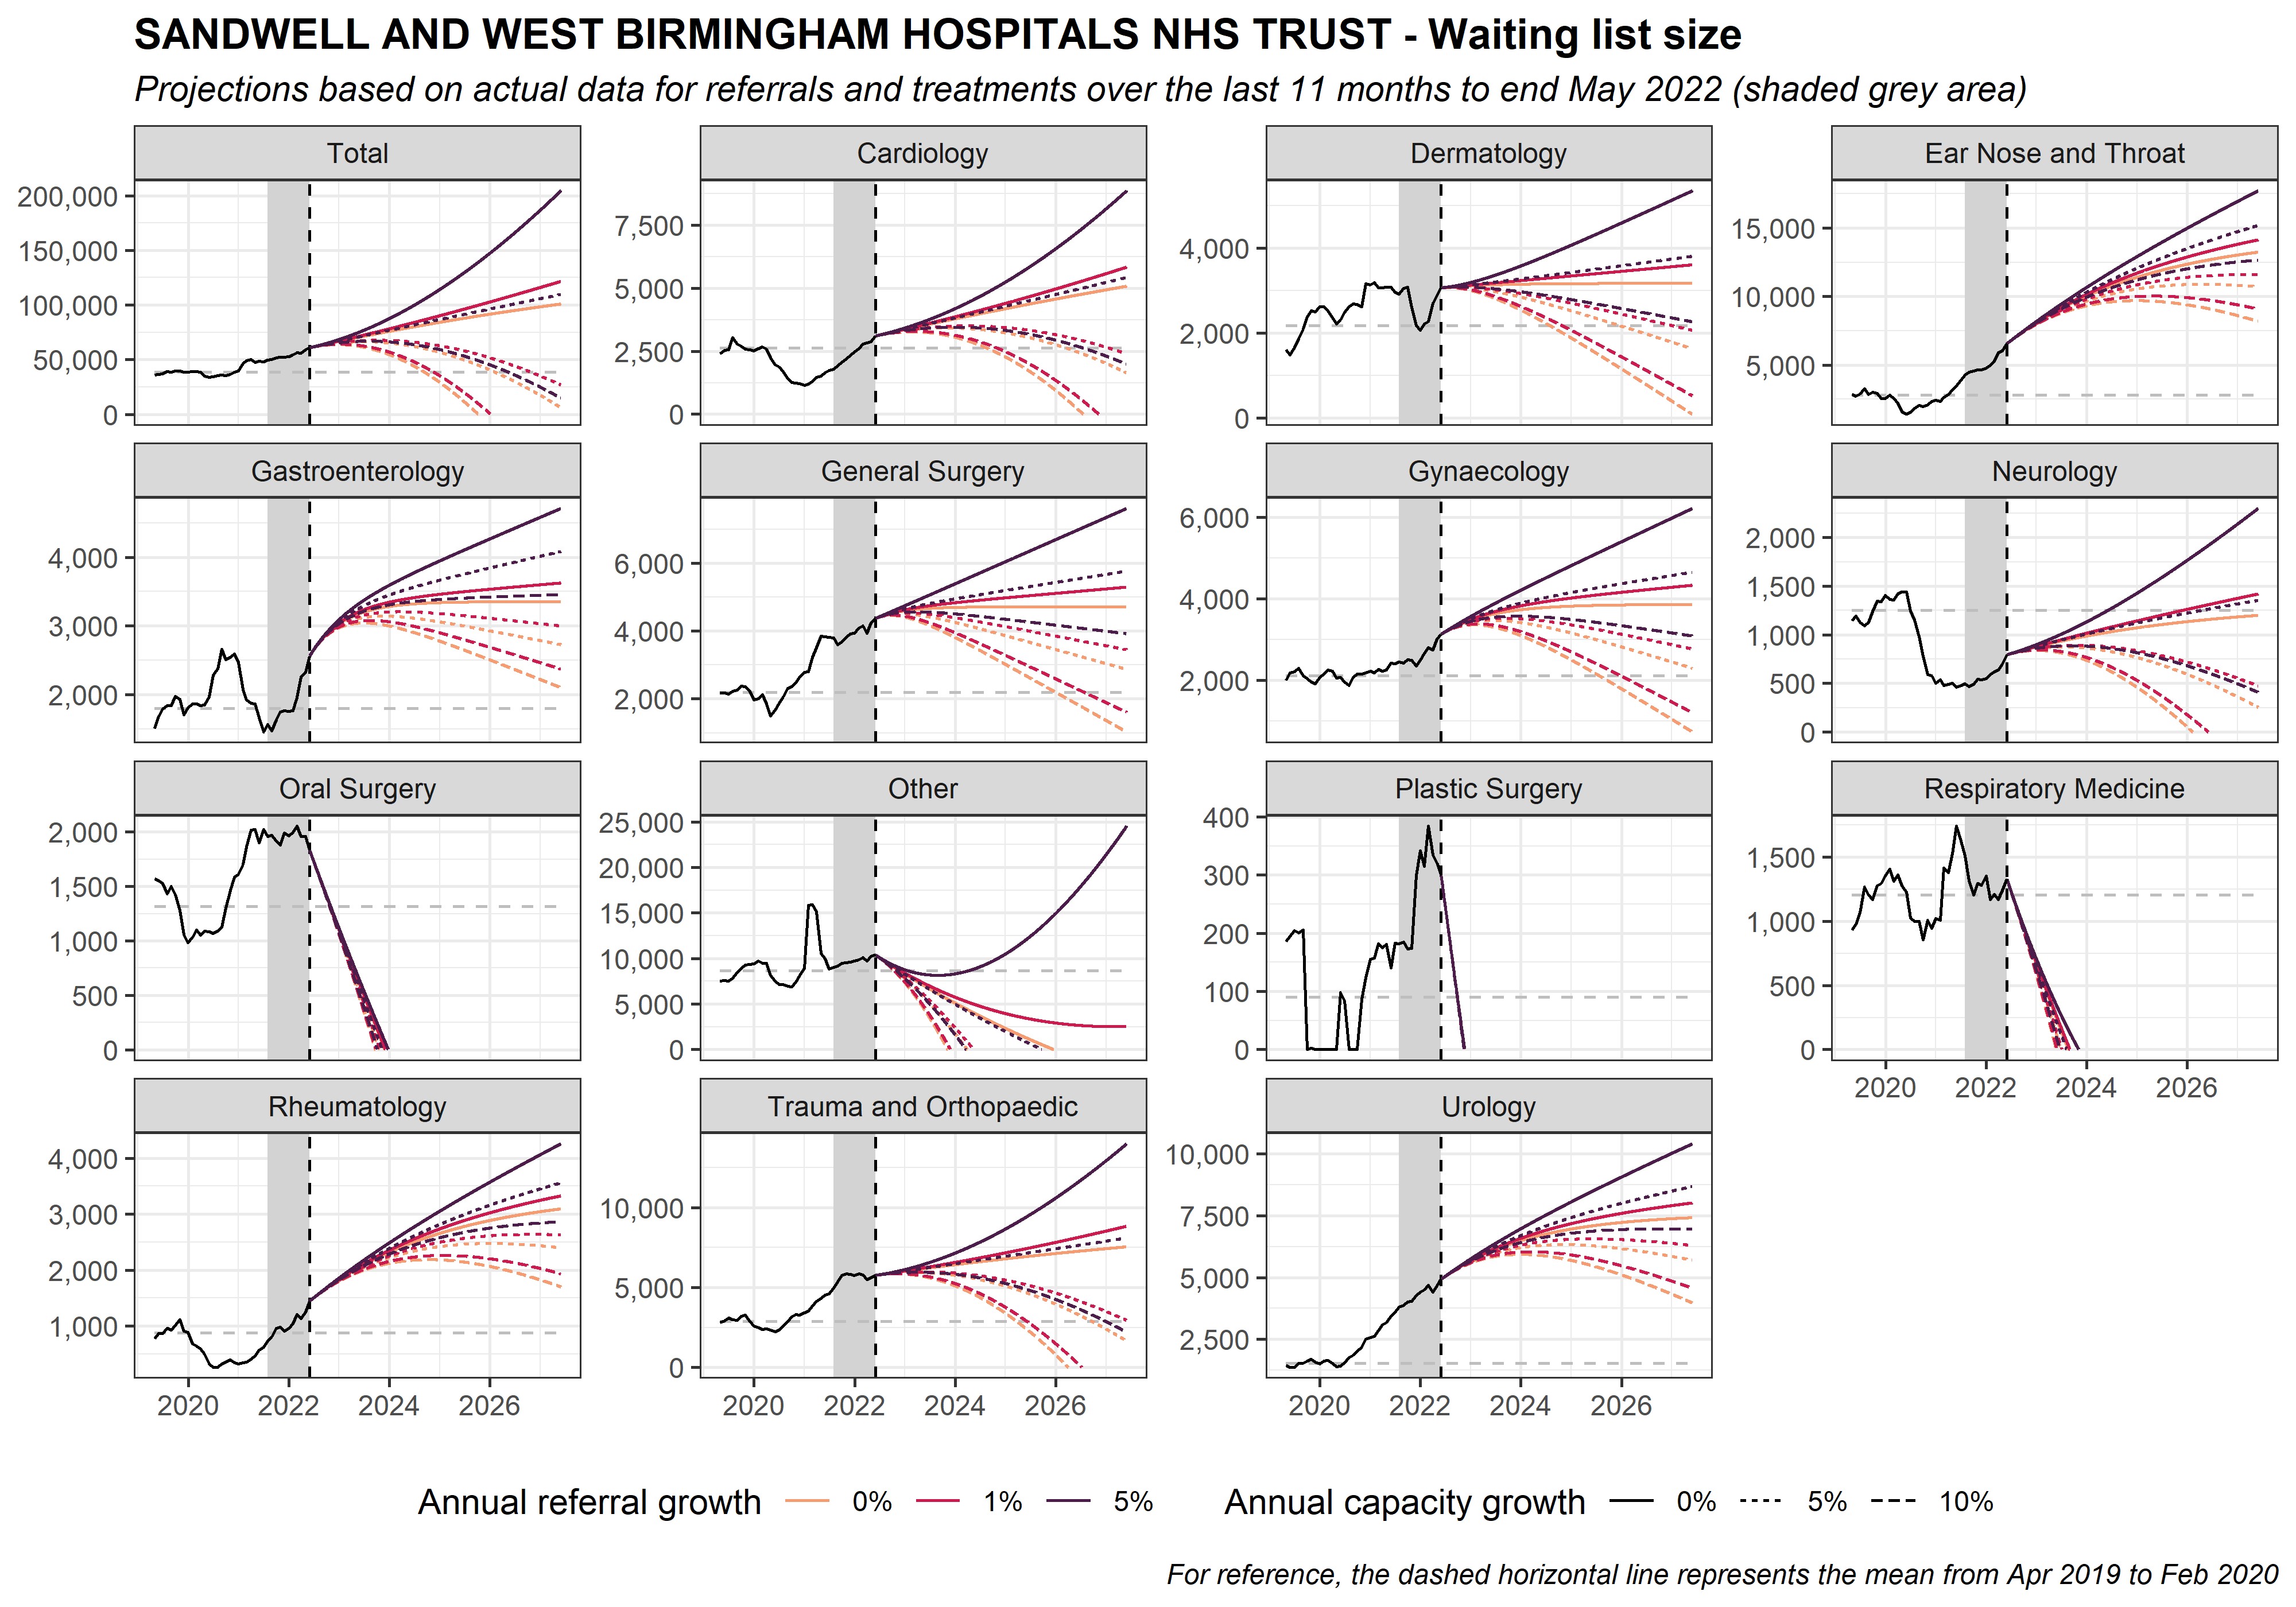 SANDWELL AND WEST BIRMINGHAM HOSPITALS NHS TRUST - Waiting list size
Projections based on actual data for referrals and treatments over the last 11 months to end May 2022 (shaded grey area)
Total
200,000
150,000
100,000
50,000
0
Cardiology
7,500
5,000
2,500
0
Dermatology
4,000
2,000
0
Ear Nose and Throat
15,000
10,000
5,000
Gastroenterology
4,000
3,000
2,000
General Surgery
6,000
4,000
2,000
Gynaecology
6,000
4,000
2,000
Neurology
2,000
1,500
1,000
500
0
Oral Surgery
2,000
1,500
1,000
500
0
Other
25,000
20,000
15,000
10,000
5,000
0
Plastic Surgery
400
300
200
100
0
Respiratory Medicine
1,500
1,000
500
0
2020 2022 2024 2026
Rheumatology
4,000
3,000
2,000
1,000
2020 2022 2024 2026
Trauma and Orthopaedic
10,000
5,000
0
2020 2022 2024 2026
Urology
10,000
7,500
5,000
2,500
2020 2022 2024 2026
Annual referral growth 0% 1% 5% Annual capacity growth 0% 5% 10%
For reference, the dashed horizontal line represents the mean from Apr 2019 to Feb 2020